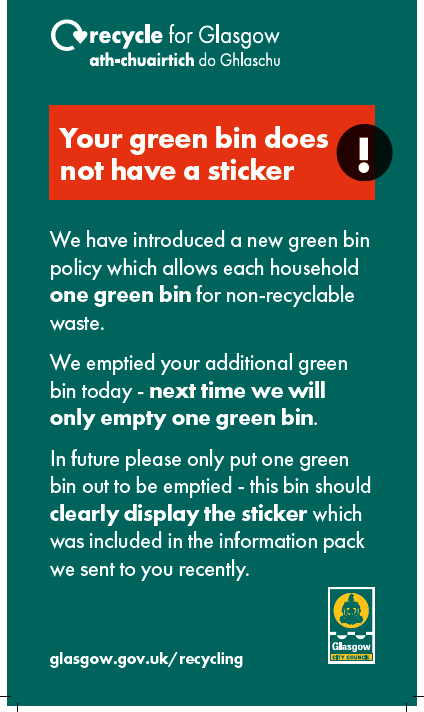 recycle for Glasgow
ath-chuairtich do Ghlaschu
Your green bin does
not have a sticker
!
We have introduced a new green bin
policy which allows each household
one green bin for non-recyclable
waste.
We emptied your additional green
bin today - next time we will
only empty one green bin.
In future please only put one green
bin out to be emptied - this bin should
clearly display the sticker which
was included in the information pack
we sent to you recently.
glasgow.gov.uk/recycling
Glasgow
CITY COUNCIL